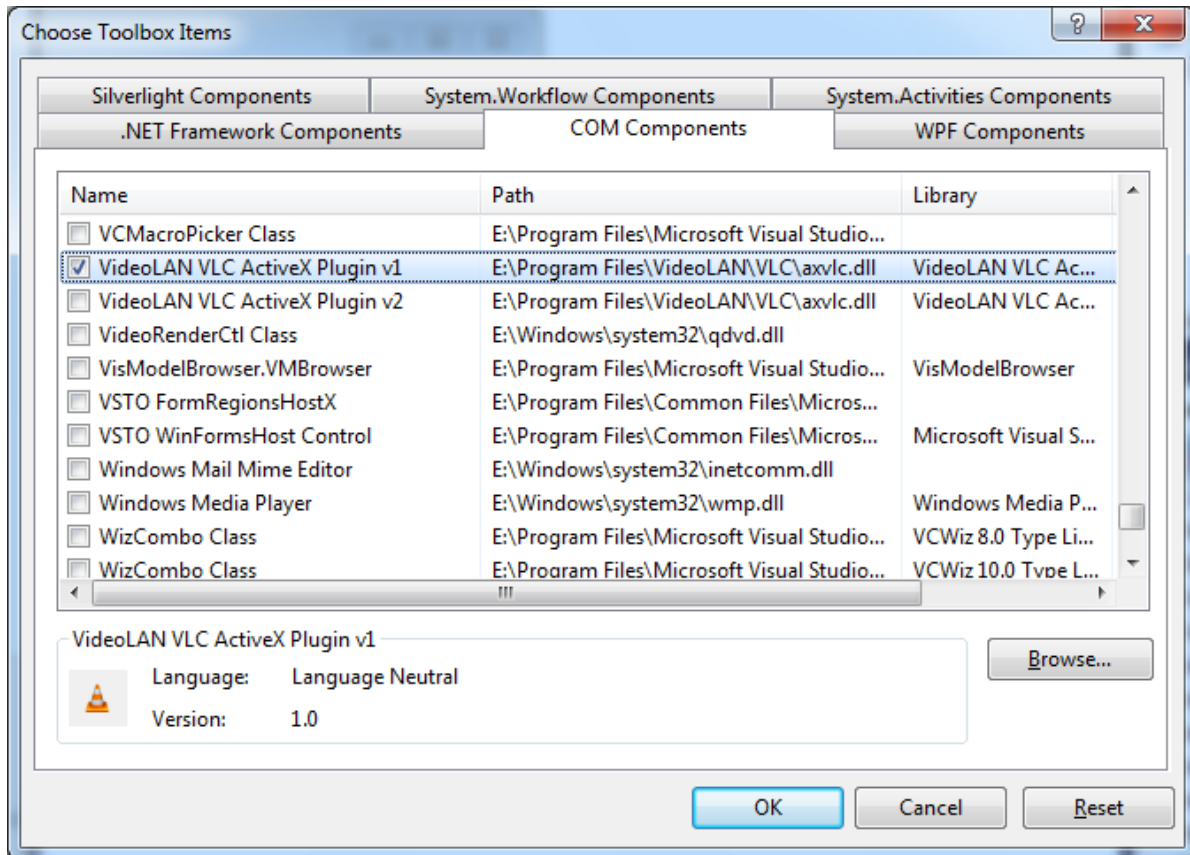 Choose Toolbox Items
Silverlight Components System.Workflow Components System.Activities Components
.NET Framework Components COM Components WPF Components
Name Path Library
VCMacroPicker Class E:\Program Files\Microsoft Visual Studio...
VideoLAN VLC ActiveX Plugin v1 E:\Program Files\VideoLAN\VLC\axvlc.dll VideoLAN VLC Ac...
VideoLAN VLC ActiveX Plugin v2 E:\Program Files\VideoLAN\VLC\axvlc.dll VideoLAN VLC Ac...
VideoRenderCtl Class E:\Windows\system32\qdvd.dll
VisModelBrowser.VMBrowser E:\Program Files\Microsoft Visual Studio... VisModelBrowser
VSTO FormRegionsHostX E:\Program Files\Common Files\Micros...
VSTO WinFormsHost Control E:\Program Files\Common Files\Micros... Microsoft Visual S...
Windows Mail Mime Editor E:\Windows\system32\inetcomm.dll
Windows Media Player E:\Windows\system32\wmp.dll Windows Media P...
WizCombo Class E:\Program Files\Microsoft Visual Studio... VCWiz 8.0 Type Li...
WizCombo Class E:\Program Files\Microsoft Visual Studio... VCWiz 10.0 Type L...
VideoLAN VLC ActiveX Plugin v1
Browse...
Language: Language Neutral
Version: 1.0
OK Cancel Reset